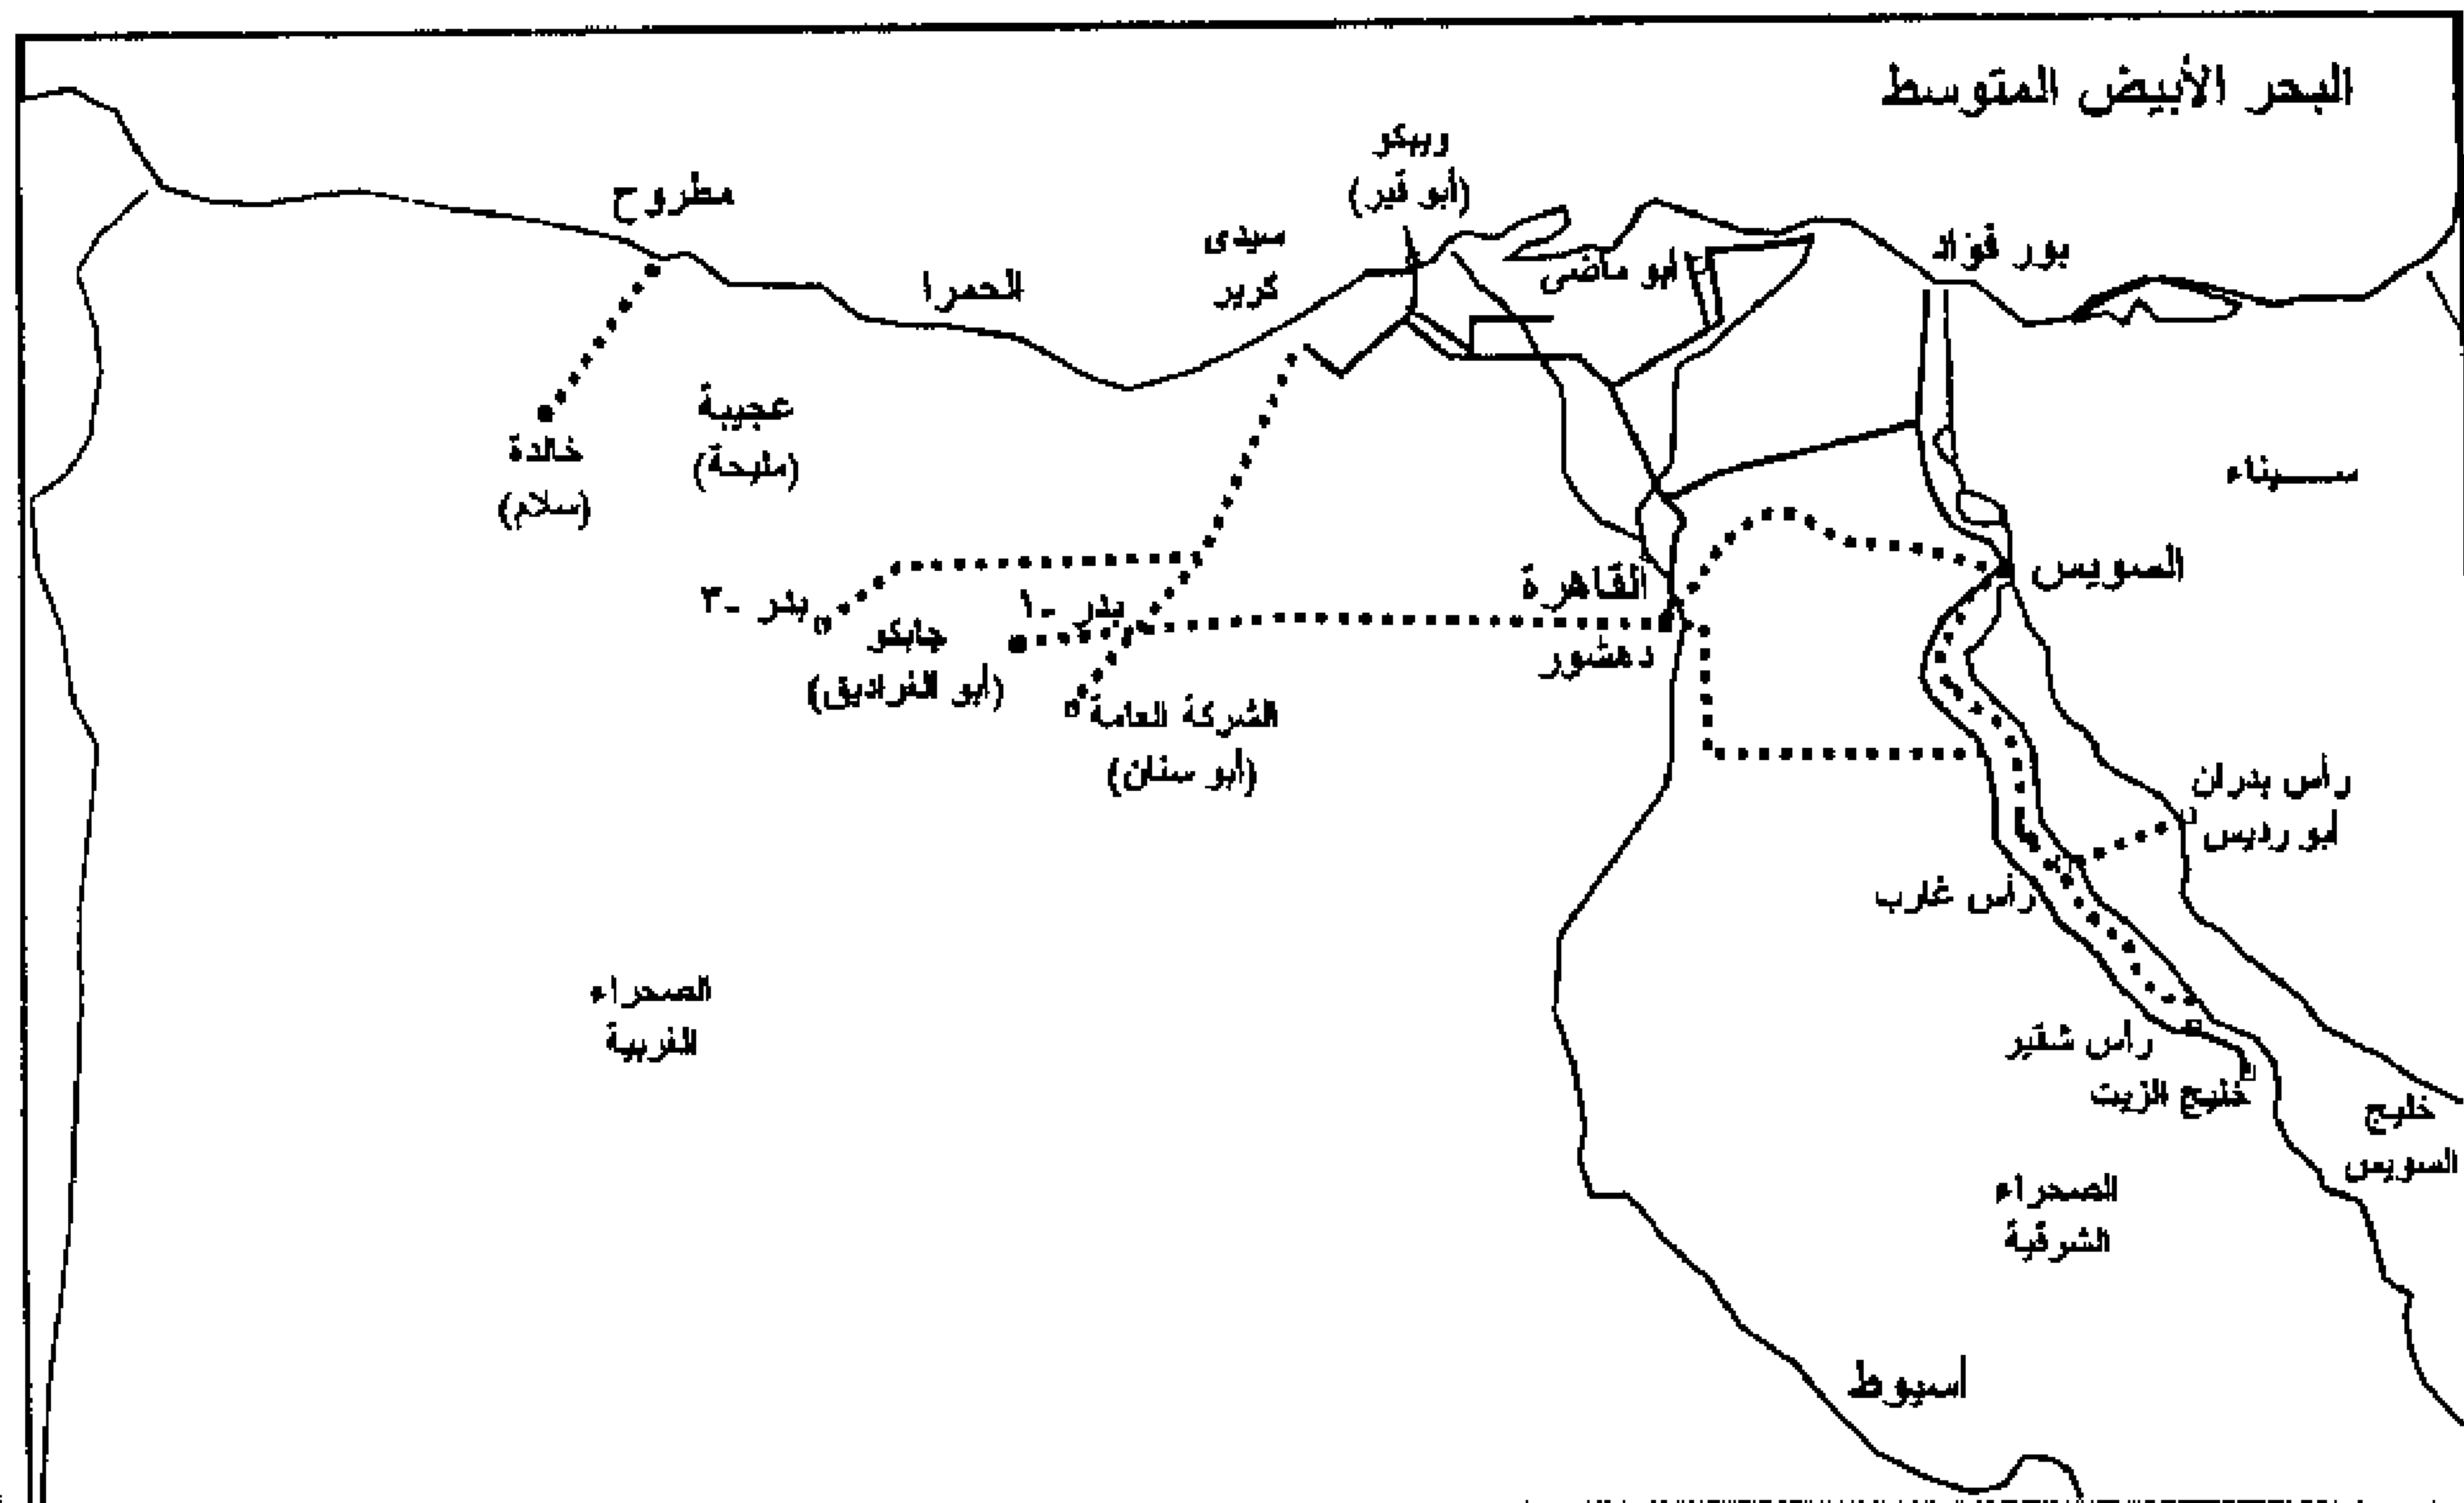 البحر الأبيض المتوسط
وبيكو
(أبو قير)
مطروح
سيدى
كرير
الحمرا
أبو ماضى
بور فؤاد
عجيبة
(مليحة)
خالدة
(سلام)
سيناء
السويس
القاهرة
دهشور
بدر -٣
بدر -١
جابكو
(أبو الغراديق)
الشركة العامة
(أبو سنان)
رأس بدران
أبو رديس
رأس غارب
الصحراء
الغربية
رأس شقير
خليج الزيت
خليج
السويس
الصحراء
الشرقية
أسيوط